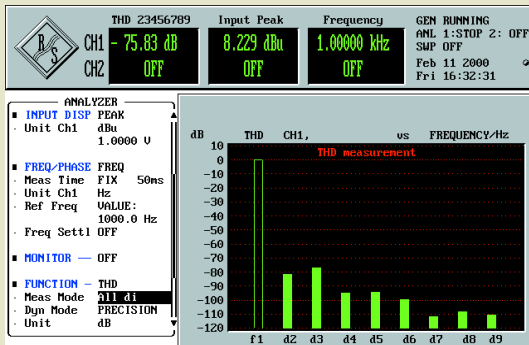 THD 23456789 Input Peak Frequency GEN RUNNING
R&S CH1 - 75.83 dB 8.229 dBu 1.00000 kHz ANL 1:STOP 2: OFF
SWP OFF
CH2 OFF OFF OFF Feb 11 2000
Fri 16:32:31
ANALYZER
INPUT DISP PEAK
Unit Ch1 dBu
1.0000 V
FREQ/PHASE FREQ
Meas Time FIX 50ms
Unit Ch1 Hz
Ref Freq VALUE:
1000.0 Hz
Freq Settl OFF
MONITOR — OFF
FUNCTION - THD
Meas Mode All di
Dyn Mode PRECISION
Unit dB
dB THD CH1, vs FREQUENCY/Hz
THD measurement
10
0
-10
-20
-30
-40
-50
-60
-70
-80
-90
-100
-110
-120
f1 d2 d3 d4 d5 d6 d7 d8 d9